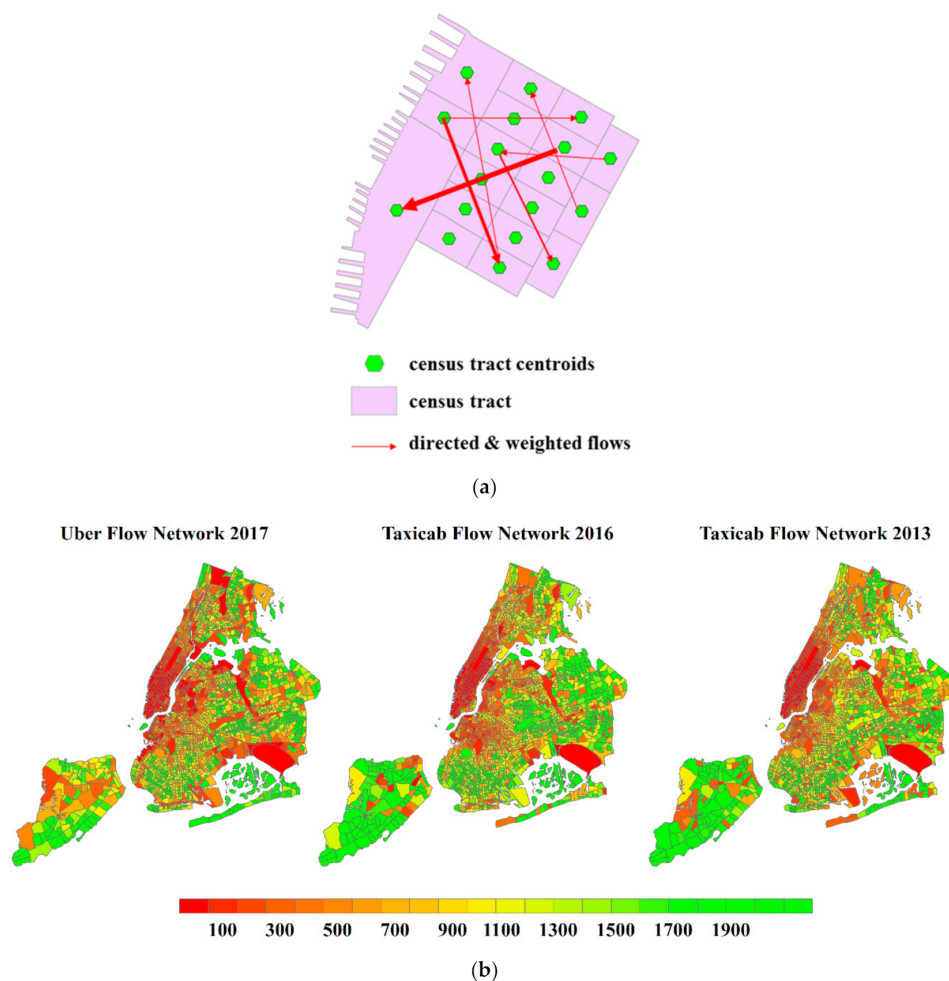 census tract centroids
census tract
directed & weighted flows
(a)
Uber Flow Network 2017 Taxicab Flow Network 2016 Taxicab Flow Network 2013
100 300 500 700 900 1100 1300 1500 1700 1900
(b)